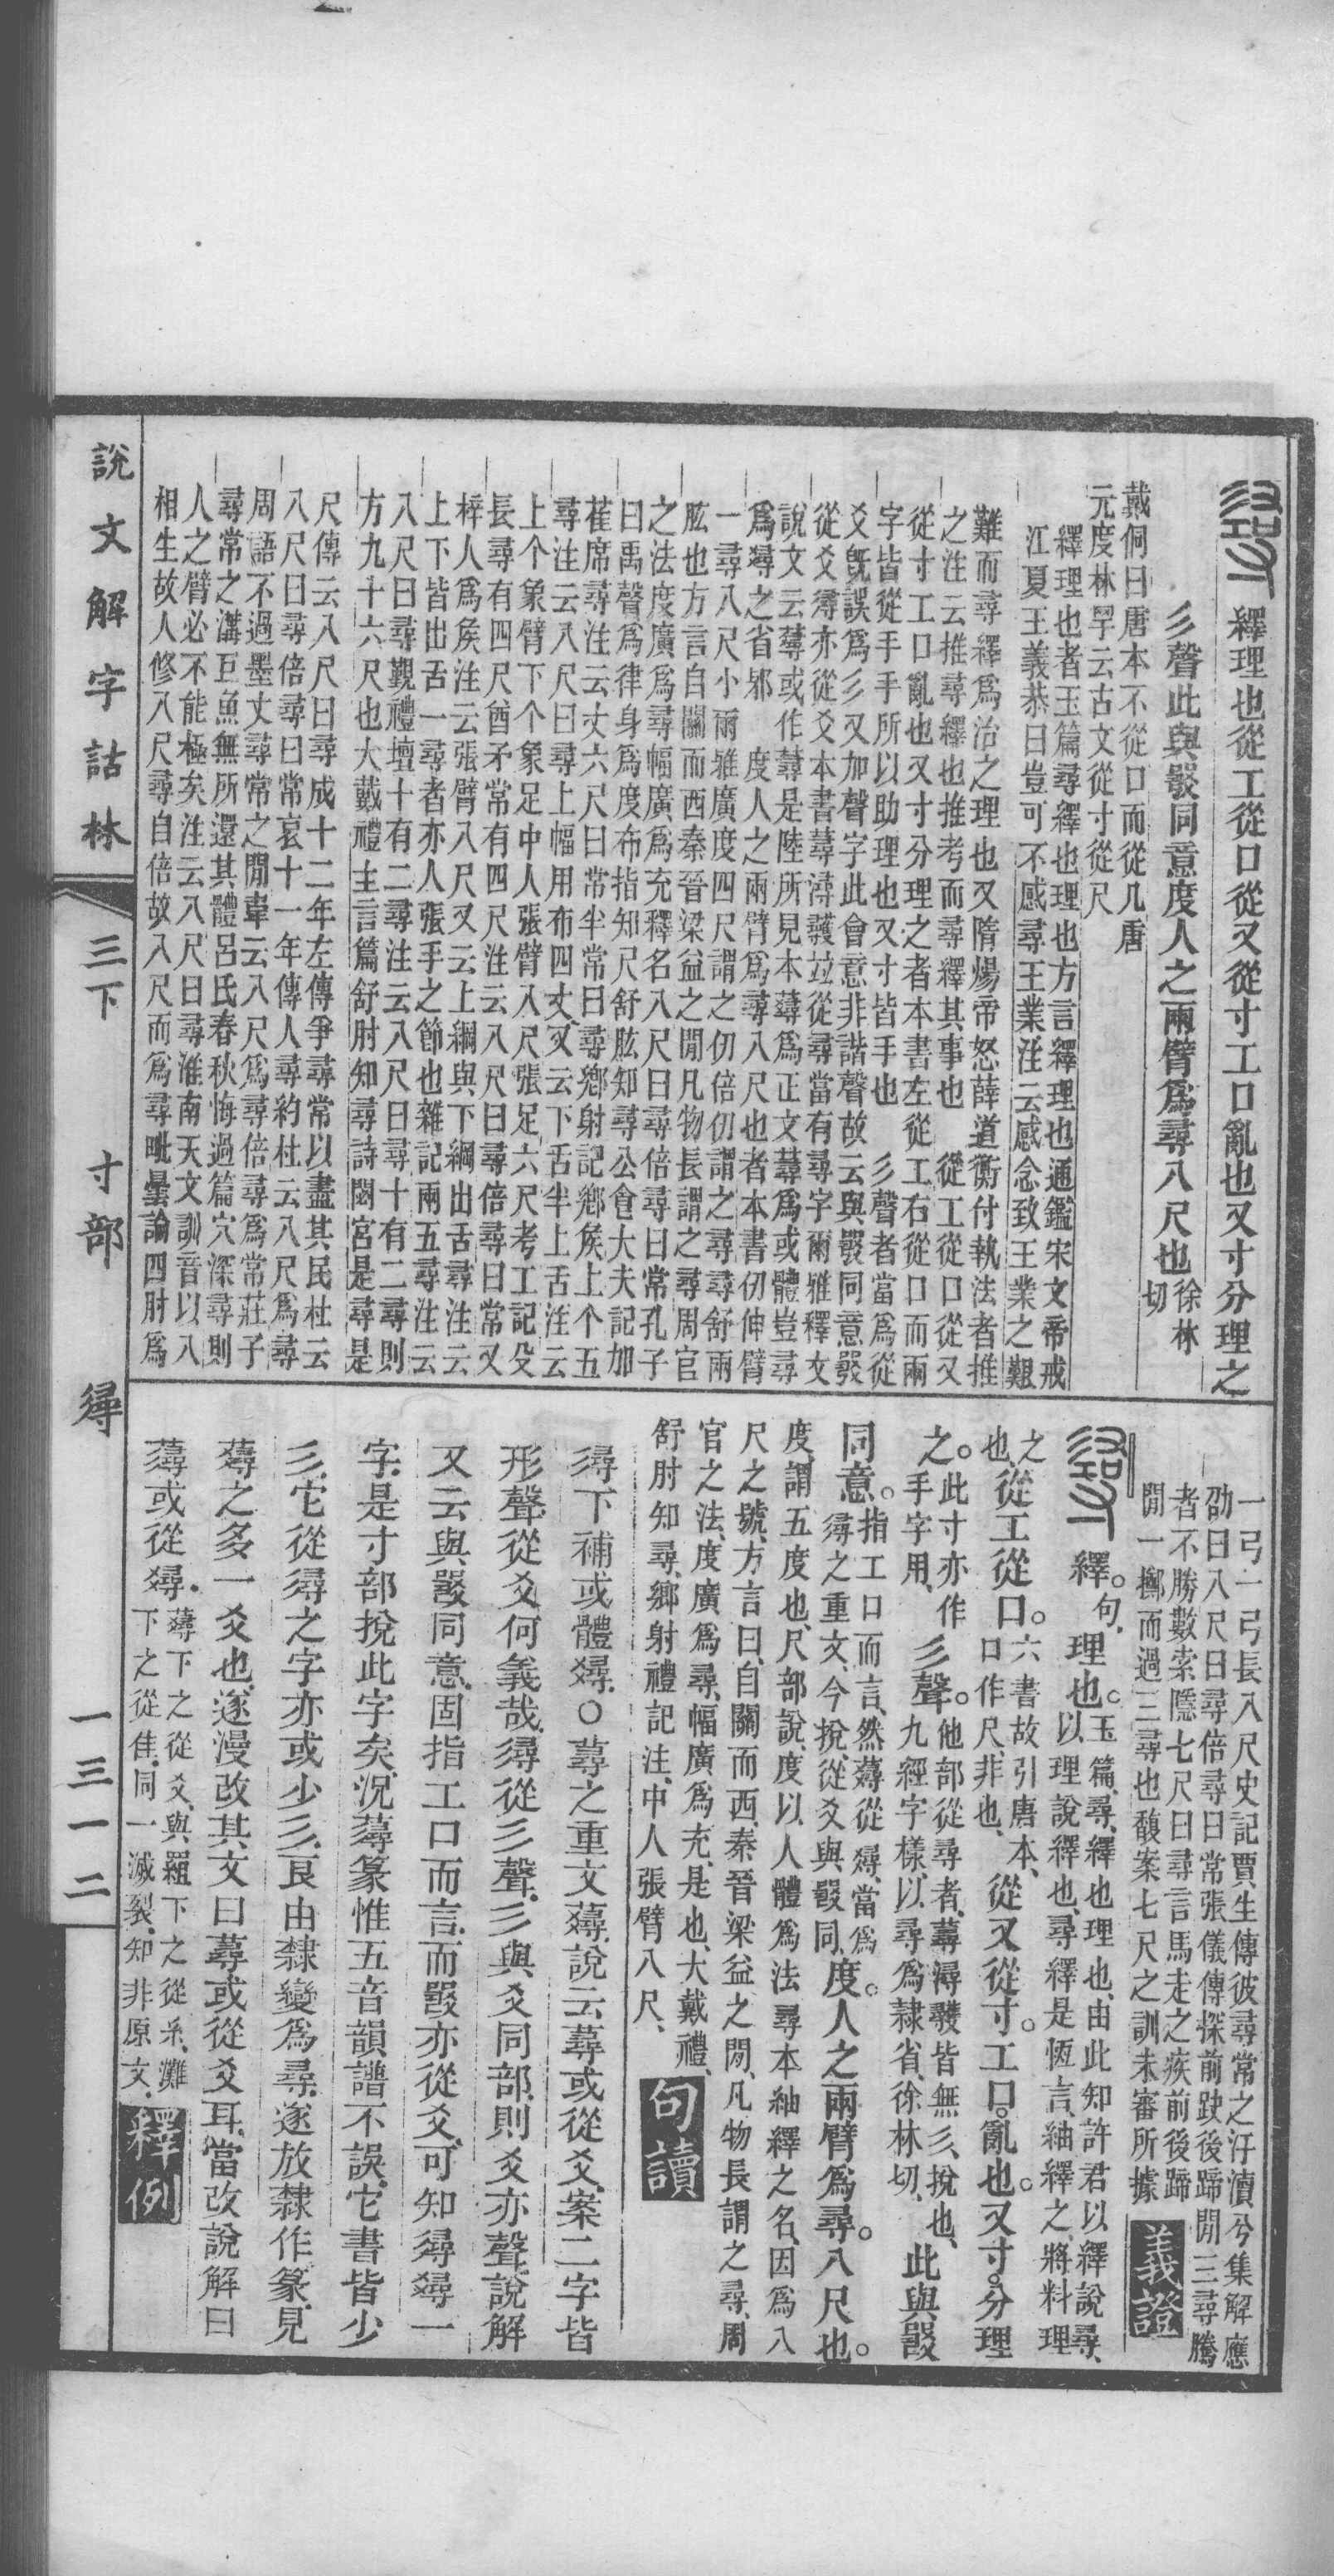 繹理也從工從口從又從寸工口亂也又寸分理之
彡聲此與𤕦同意度人之兩臂爲尋八尺也徐林切
戴侗曰唐本不從口而從几唐
元度林罕云古文從寸從尺
繹理也者玉篇尋繹也理也方言繹理也通鑑宋文帝戒
江夏王義恭曰豈可不感尋王業注云感念致王業之艱
難而尋繹爲治之理也又隋煬帝怒薛道衡付執法者推
之注云推尋繹也推考而尋繹其事也 從工從口從又
從寸工口亂也又寸分理之者本書左從工右從口而兩
字皆從手手所以助理也又寸皆手也 彡聲者當爲從
爻旣誤爲彡又加聲字此會意非諧聲故云與𤕦同意𤕦
從爻㝷亦從爻本書蕁潯𩀵竝從尋當有尋字爾雅釋文
說文云蕁或作蕁是陸所見本蕁爲正文蕁爲或體豈尋
爲㝷之省邪 度人之兩臂爲尋八尺也者本書仞伸臂
一尋八尺小爾雅廣度四尺謂之仞倍仞謂之尋尋舒兩
肱也方言自關而西秦晉梁益之閒凡物長謂之尋周官
之法度廣爲尋幅廣爲充釋名八尺曰尋倍尋曰常孔子
曰禹聲爲律身爲度布指知尺舒肱知尋公食大夫記加
萑席尋注云丈六尺曰常半常曰尋鄉射記鄉矦上个五
尋注云八尺曰尋上幅用布四丈又云下舌半上舌注云
上个象臂下个象足中人張臂八尺張足六尺考工記殳
長尋有四尺酋矛常有四尺注云八尺曰尋倍尋曰常又
梓人爲矦注云張臂八尺又云上綱與下綱出舌尋注云
上下皆出舌一尋者亦人張手之節也雜記兩五尋注云
八尺曰尋覲禮壇十有二尋注云八尺曰尋十有二尋則
方九十六尺也大戴禮主言篇舒肘知尋詩閟宮是尋是
尺傳云八尺曰尋成十二年左傳爭尋常以盡其民杜云
八尺曰尋倍尋曰常哀十一年傳人尋約杜云八尺爲尋
周語不過墨丈尋常之閒韋云八尺爲尋倍尋爲常莊子
尋常之溝巨魚無所還其體呂氏春秋悔過篇穴深尋則
人之臂必不能極矣注云八尺曰尋淮南天文訓音以八
相生故人修八尺尋自倍故八尺而爲尋毗曇論四肘爲
一弓一弓長八尺史記賈生傳彼尋常之汙瀆兮集解應
劭曰八尺曰尋倍尋曰常張儀傳探前趹後蹄閒三尋騰
者不勝數索隱七尺曰尋言馬走之疾前後蹄
閒一擲而過三尋也馥案七尺之訓未審所據 義證
繹。句、理也。玉篇、尋、繹也理也、由此知許君以繹說尋、以理說繹也、尋繹是恆言、紬繹之、將料理
之也、從工從口。六書故引唐本、口作尺、非也、從又從寸。工口。亂也。又寸。分理
之。此寸亦作手字用、彡聲。他部從尋者、蕁潯𩀵皆無彡、挩也、九經字樣、以尋爲隸省、徐林切、此與𤕦
同意。指工口而言、然蕁從㝷、當爲㝷之重文、今挩、從爻與𤕦同、度人之兩臂爲尋。八尺也。
度、謂五度也、尺部說、度以人體爲法、尋本紬繹之名、因爲八
尺之號、方言曰、自關而西、秦晉梁益之閒、凡物長謂之尋、周
官之法、度廣爲尋、幅廣爲充、是也、大戴禮、
舒肘知尋、鄉射禮記注、中人張臂八尺、 句讀
㝷下補或體㝷。〇蕁之重文蕁、說云蕁或從爻、案二字皆
形聲、從爻何義哉、㝷從彡聲、彡與爻同部、則爻亦聲、說解
又云與𤕦同意、固指工口而言、而𤕦亦從爻、可知㝷㝷一
字、是寸部挩此字矣、況蕁篆惟五音韻譜不誤、它書皆少
彡、它從㝷之字亦或少彡、艮由隸變爲尋、遂放隸作篆、見
蕁之多一爻也、遂漫改其文曰蕁或從爻耳、當改說解曰
蕁或從㝷。蕁下之從爻、與羅下之從糸、灘下之從隹、同一滅裂、知非原文、 釋例
說文解字詁林 三下 寸部 㝷 一三一二